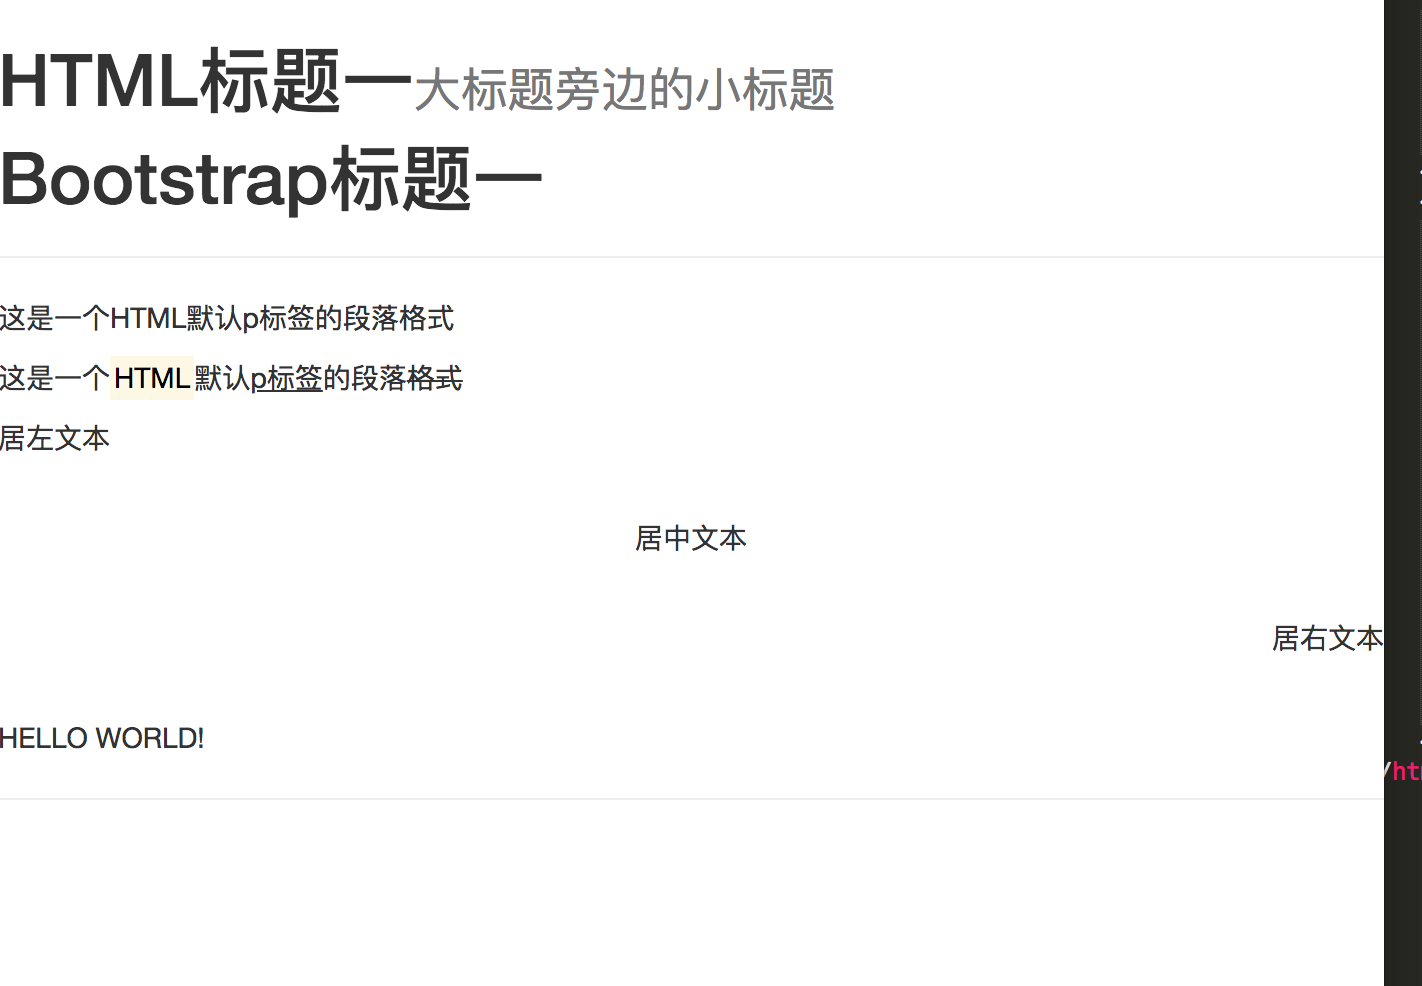 HTML标题一大标题旁边的小标题
Bootstrap标题一
这是一个HTML默认p标签的段落格式
这是一个HTML默认p标签的段落格式
居左文本
居中文本
居右文本
HELLO WORLD!
/ht